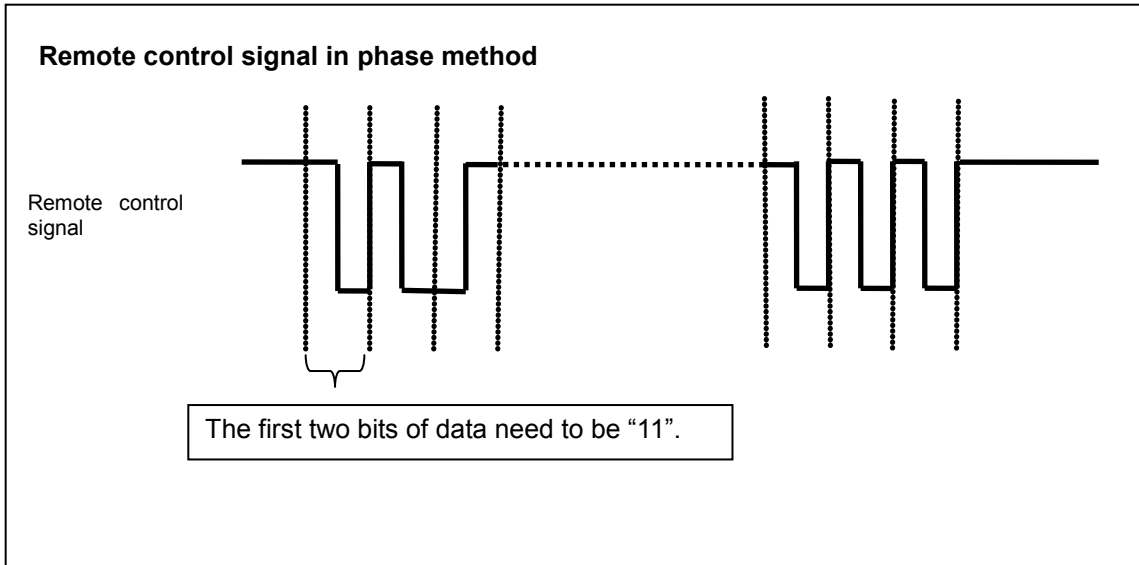 Remote control signal in phase method
Remote control
signal
The first two bits of data need to be “11”.